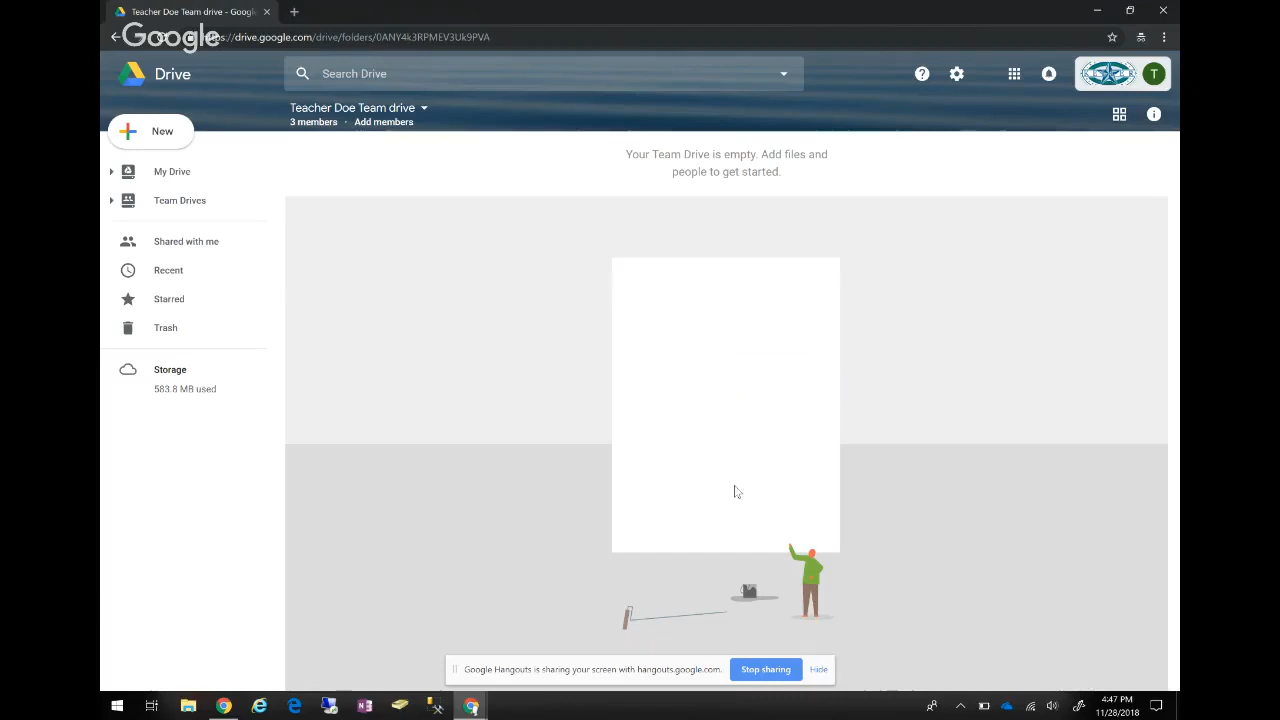 Teacher Doe Team drive - Googl
Google
https://drive.google.com/drive/folders/0ANY4k3RPMEV3Uk9PVA
Drive
Search Drive
T
Teacher Doe Team drive
3 members · Add members
New
Your Team Drive is empty. Add files and
people to get started.
My Drive
Team Drives
Shared with me
Recent
Starred
Trash
Storage
583.8 MB used
Google Hangouts is sharing your screen with hangouts.google.com.
Stop sharing
Hide
4:47 PM
11/28/2018